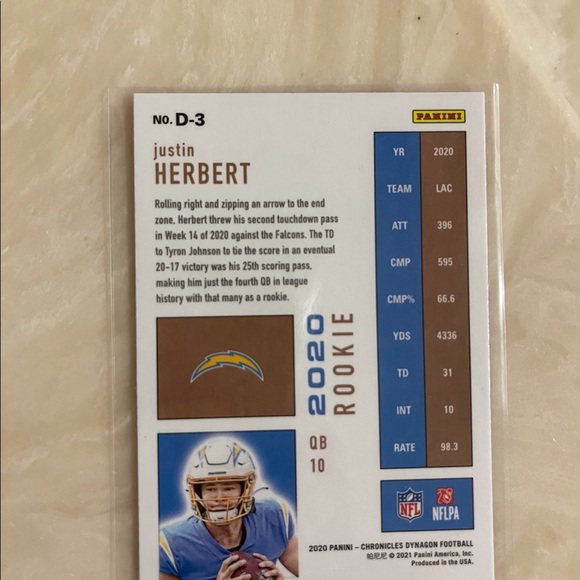 NO. D-3
PANINI
justin
HERBERT
Rolling right and zipping an arrow to the end
zone, Herbert threw his second touchdown pass
in Week 14 of 2020 against the Falcons. The TD
to Tyron Johnson to tie the score in an eventual
20-17 victory was his 25th scoring pass,
making him just the fourth QB in league
history with that many as a rookie.
2020
ROOKIE
QB
10
YR 2020
TEAM LAC
ATT 396
CMP 595
CMP% 66.6
YDS 4336
TD 31
INT 10
RATE 98.3
NFL
NFLPA
2020 PANINI – CHRONICLES DYNAGON FOOTBALL
帕尼尼 © 2021 Panini America, Inc.
Produced in the USA.